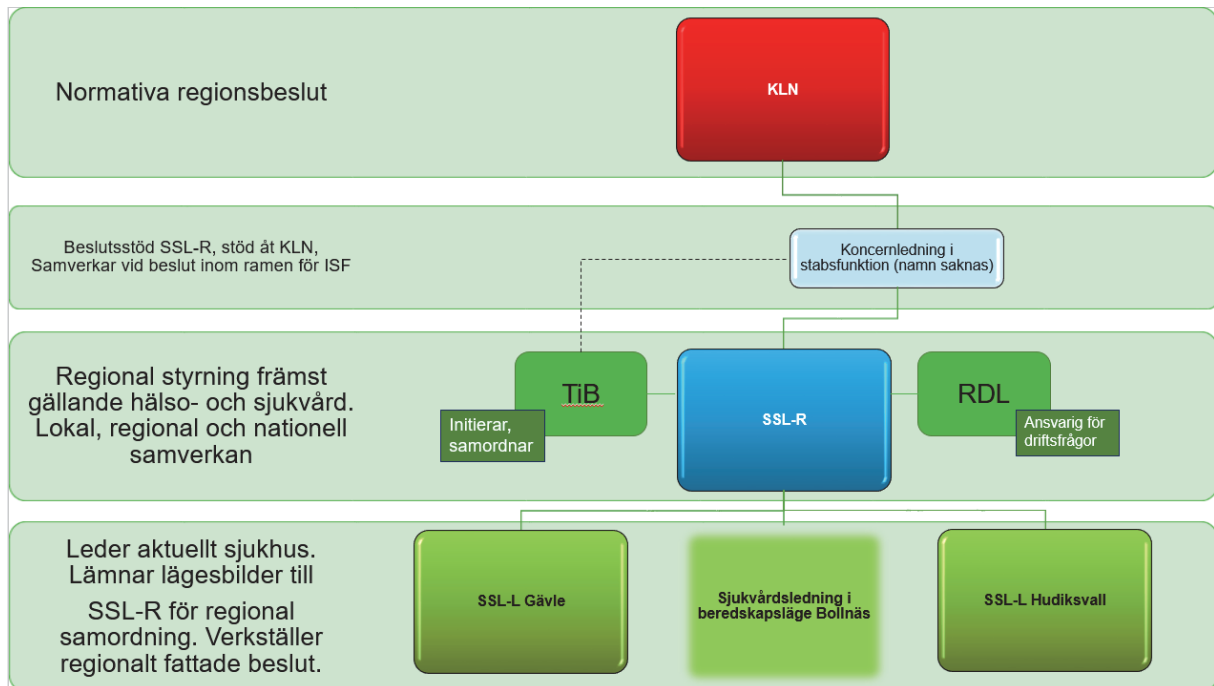 Normativa regionsbeslut
KLN
Beslutsstöd SSL-R, stöd åt KLN,
Samverkar vid beslut inom ramen för ISF
Koncernledning i
stabsfunktion (namn saknas)
Regional styrning främst
gällande hälso- och sjukvård.
Lokal, regional och nationell
samverkan
TiB
Initierar,
samordnar
SSL-R
RDL
Ansvarig för
driftsfrågor
Leder aktuellt sjukhus.
Lämnar lägesbilder till
SSL-R för regional
samordning. Verkställer
regionalt fattade beslut.
SSL-L Gävle
Sjukvårdsledning i
beredskapsläge Bollnäs
SSL-L Hudiksvall